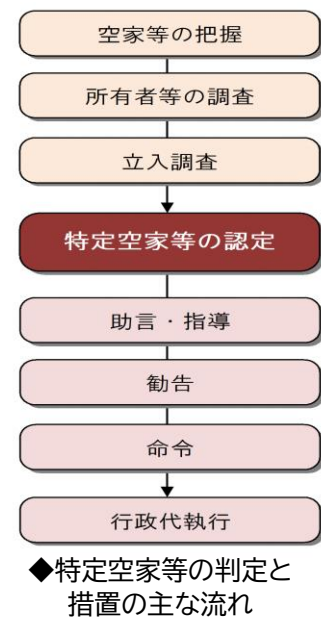 空家等の把握
所有者等の調査
立入調査
特定空家等の認定
助言・指導
勧告
命令
行政代執行
◆特定空家等の判定と
措置の主な流れ